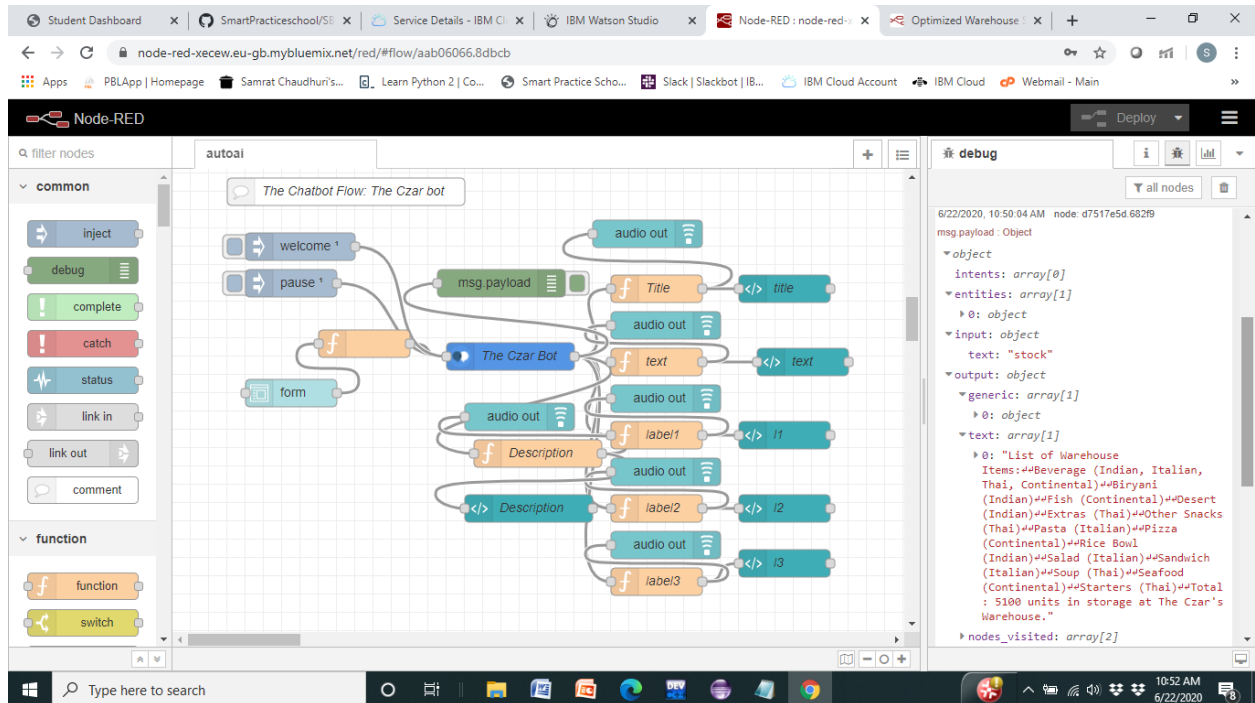 Student Dashboard
SmartPracticeschool/SB
Service Details - IBM Cl
IBM Watson Studio
Node-RED : node-red-x
Optimized Warehouse S
node-red-xecew.eu-gb.mybluemix.net/red/#flow/aab06066.8dbcb
S
Apps
PBLApp | Homepage
Samrat Chaudhuri's...
Learn Python 2 | Co...
Smart Practice Scho...
Slack | Slackbot | IB...
IBM Cloud Account
IBM Cloud
Webmail - Main
»
Node-RED
Deploy
filter nodes
autoai
debug
i
common
The Chatbot Flow: The Czar bot
all nodes
inject
debug
complete
catch
status
link in
link out
comment
function
function
switch
welcome ¹
pause ¹
form
msg.payload
The Czar Bot
audio out
Description
Description
audio out
Title
title
audio out
text
text
audio out
label1
l1
audio out
label2
l2
audio out
label3
l3
6/22/2020, 10:50:04 AM node: d7517e5d.682f9
msg.payload : Object
object
intents: array[0]
entities: array[1]
0: object
input: object
text: "stock"
output: object
generic: array[1]
0: object
text: array[1]
0: "List of Warehouse
Items:↵↵Beverage (Indian, Italian,
Thai, Continental)↵↵Biryani
(Indian)↵↵Fish (Continental)↵↵Desert
(Indian)↵↵Extras (Thai)↵↵Other Snacks
(Thai)↵↵Pasta (Italian)↵↵Pizza
(Continental)↵↵Rice Bowl
(Indian)↵↵Salad (Italian)↵↵Sandwich
(Italian)↵↵Soup (Thai)↵↵Seafood
(Continental)↵↵Starters (Thai)↵↵Total
: 5100 units in storage at The Czar's
Warehouse."
nodes_visited: array[2]
Type here to search
DEV
10:52 AM
6/22/2020
8